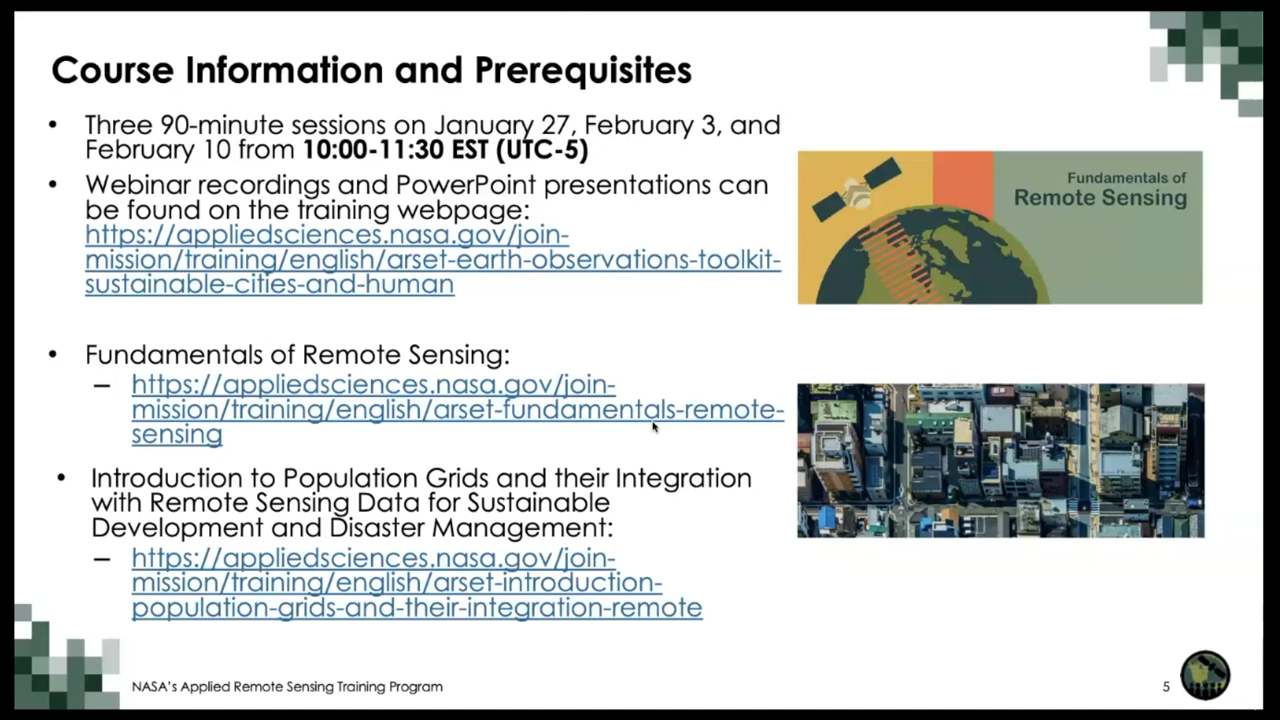 Course Information and Prerequisites
• Three 90-minute sessions on January 27, February 3, and
February 10 from 10:00-11:30 EST (UTC-5)
• Webinar recordings and PowerPoint presentations can
be found on the training webpage:
https://appliedsciences.nasa.gov/join-
mission/training/english/arset-earth-observations-toolkit-
sustainable-cities-and-human
• Fundamentals of Remote Sensing:
– https://appliedsciences.nasa.gov/join-
mission/training/english/arset-fundamentals-remote-
sensing
• Introduction to Population Grids and their Integration
with Remote Sensing Data for Sustainable
Development and Disaster Management:
– https://appliedsciences.nasa.gov/join-
mission/training/english/arset-introduction-
population-grids-and-their-integration-remote
Fundamentals of
Remote Sensing
NASA's Applied Remote Sensing Training Program
5